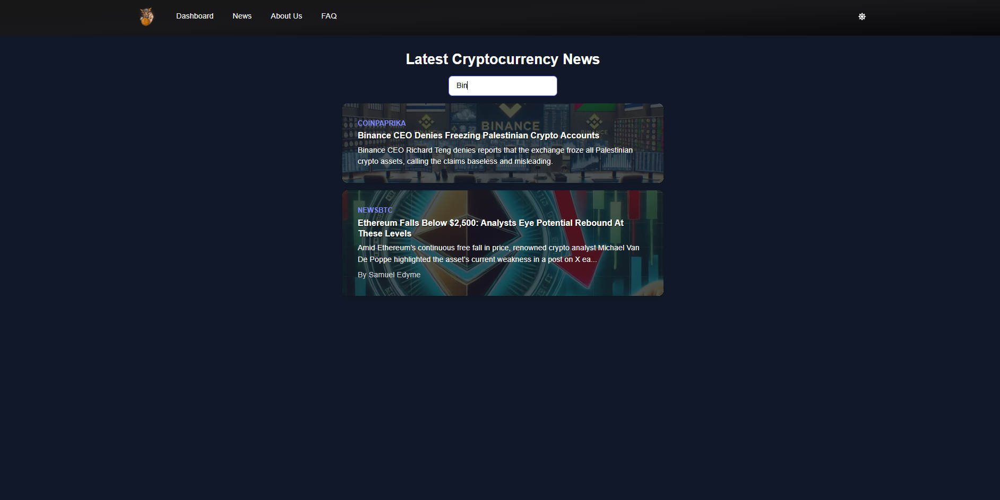 Dashboard News About Us FAQ
Latest Cryptocurrency News
Bin
BINANCE
COINPAPRIKA
Binance CEO Denies Freezing Palestinian Crypto Accounts
Binance CEO Richard Teng denies reports that the exchange froze all Palestinian
crypto assets, calling the claims baseless and misleading.
NEWSBTC
Ethereum Falls Below $2,500: Analysts Eye Potential Rebound At
These Levels
Amid Ethereum’s continuous free fall in price, renowned crypto analyst Michael Van
De Poppe highlighted the asset’s current weakness in a post on X ea...
By Samuel Edyme